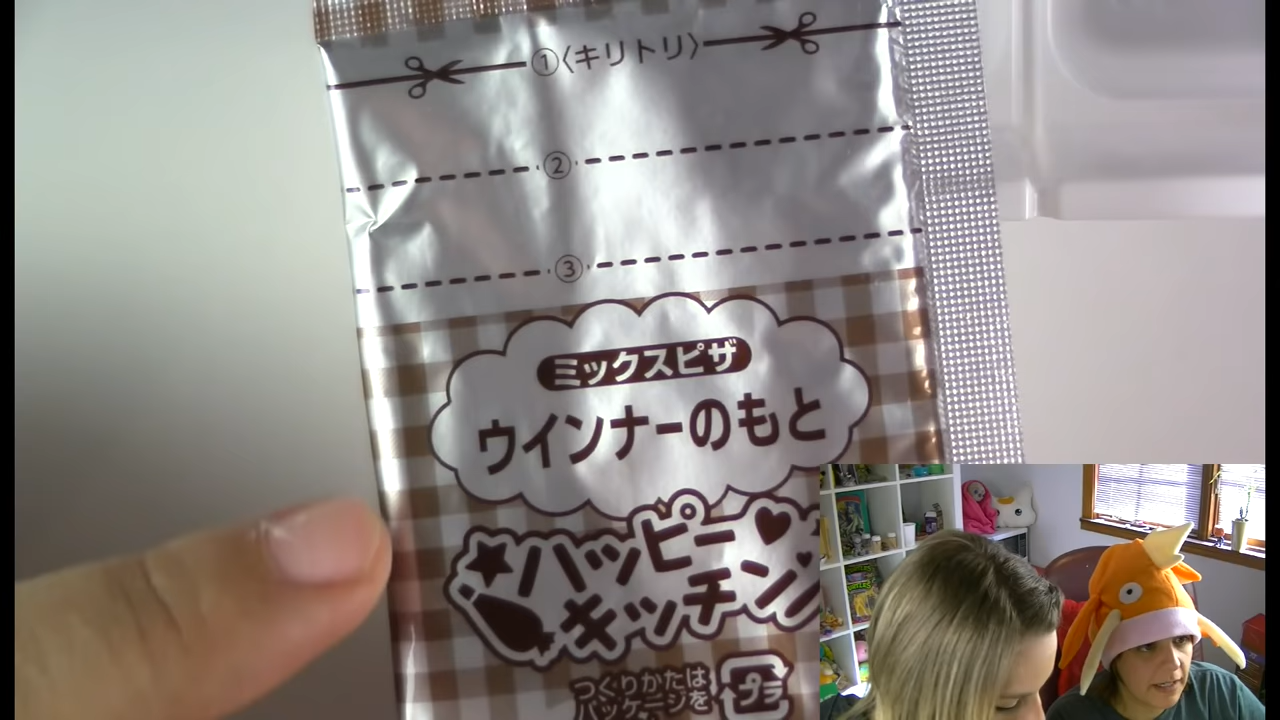 ①〈キリトリ〉
②
③
ミックスピザ
ウインナーのもと
ハッピー
キッチン
つくりかたは
パッケージを
プラ